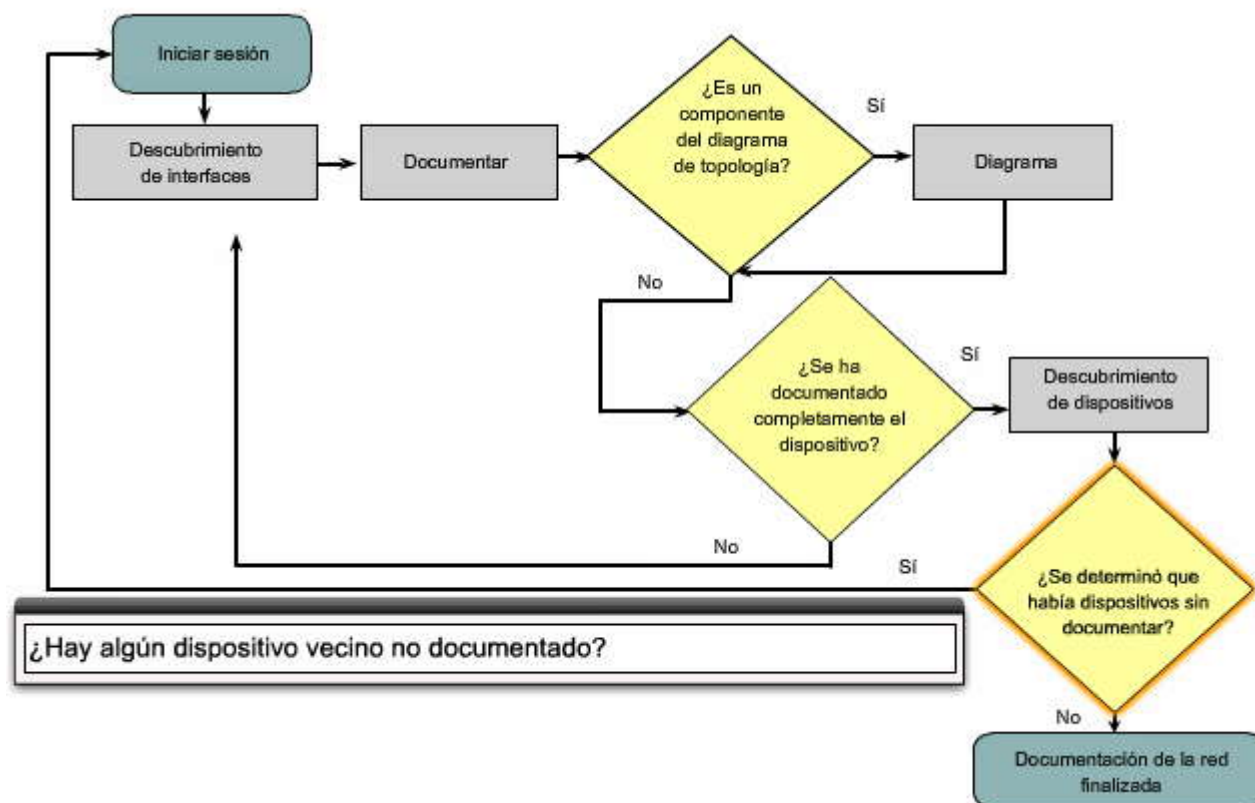 Iniciar sesión
Descubrimiento
de interfaces
Documentar
¿Es un
componente
del diagrama
de topología?
Sí
Diagrama
No
¿Se ha
documentado
completamente el
dispositivo?
Sí
Descubrimiento
de dispositivos
No
Sí
¿Se determinó que
había dispositivos sin
documentar?
¿Hay algún dispositivo vecino no documentado?
No
Documentación de la red
finalizada